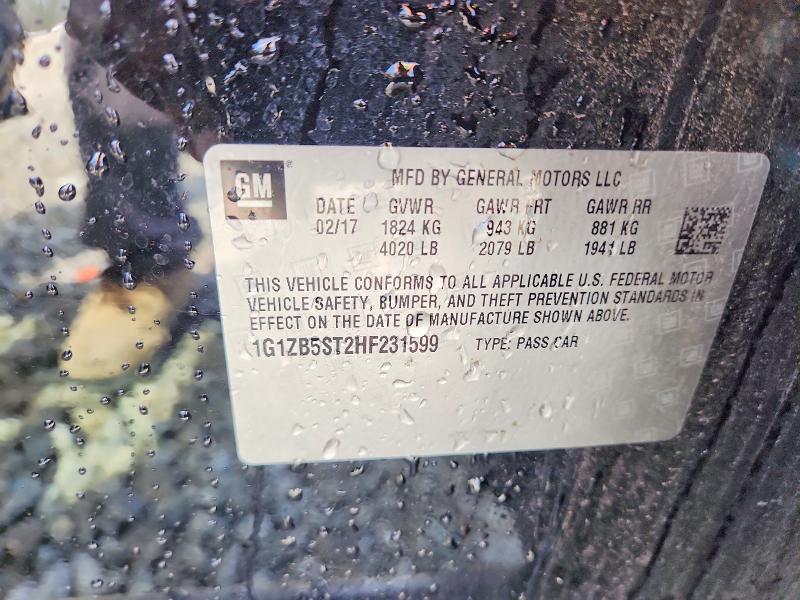 GM
MFD BY GENERAL MOTORS LLC
DATE GVWR GAWR FRT GAWR RR
02/17 1824 KG 943 KG 881 KG
4020 LB 2079 LB 1941 LB
THIS VEHICLE CONFORMS TO ALL APPLICABLE U.S. FEDERAL MOTOR
VEHICLE SAFETY, BUMPER, AND THEFT PREVENTION STANDARDS IN
EFFECT ON THE DATE OF MANUFACTURE SHOWN ABOVE.
1G1ZB5ST2HF231599 TYPE: PASS CAR